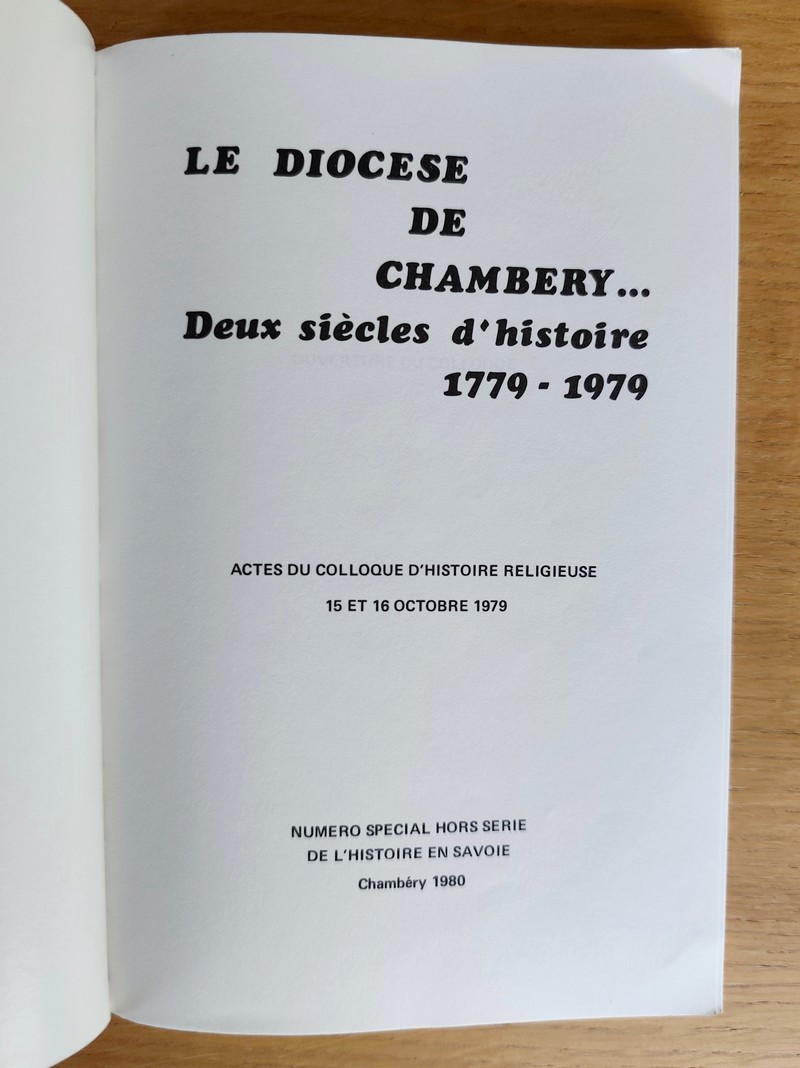 LE DIOCESE
DE
CHAMBERY...
Deux siècles d'histoire
1779 - 1979
ACTES DU COLLOQUE D'HISTOIRE RELIGIEUSE
15 ET 16 OCTOBRE 1979
NUMERO SPECIAL HORS SERIE
DE L'HISTOIRE EN SAVOIE
Chambéry 1980